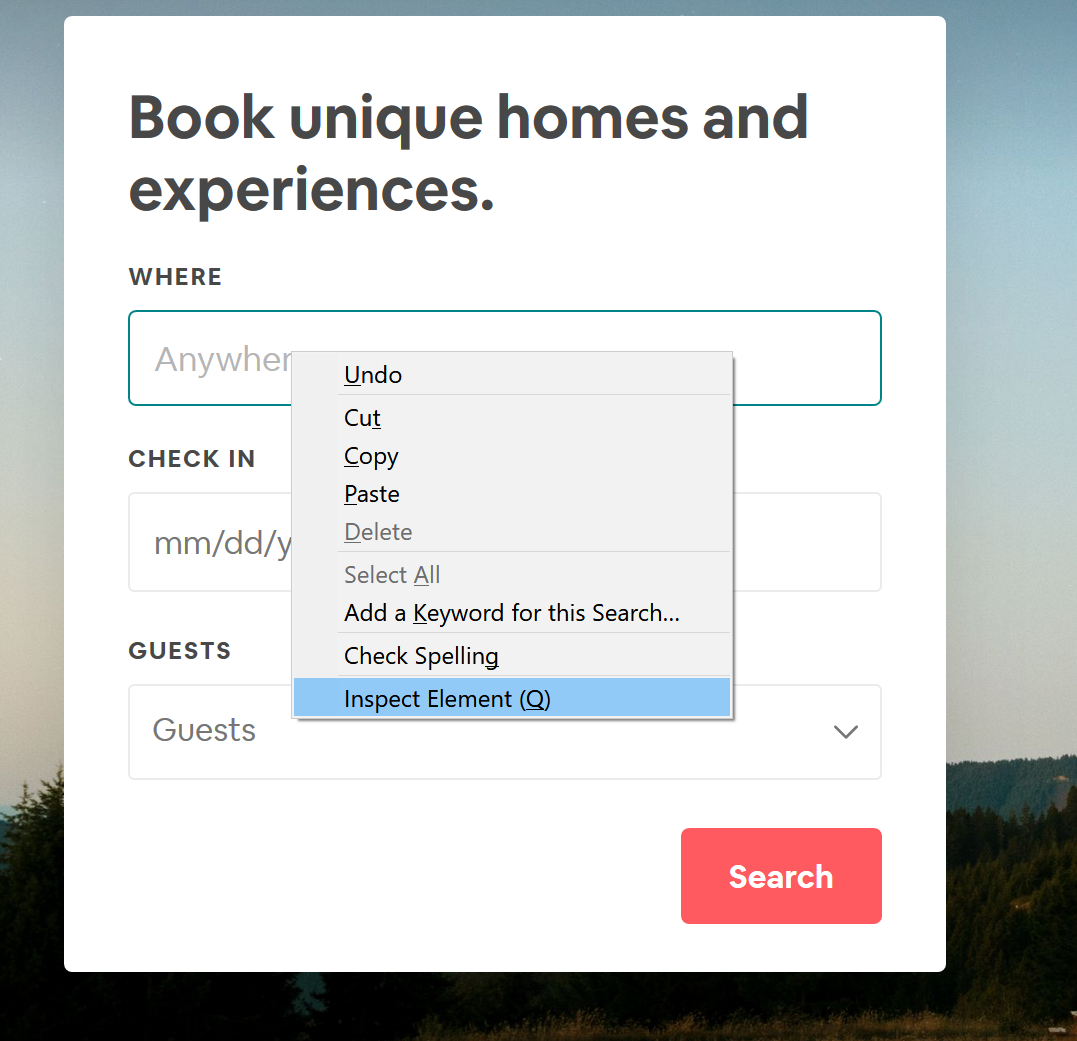 Book unique homes and
experiences.
WHERE
Anywher
Undo
Cut
Copy
Paste
Delete
Select All
Add a Keyword for this Search...
Check Spelling
Inspect Element (Q)
CHECK IN
mm/dd/y
GUESTS
Guests
Search